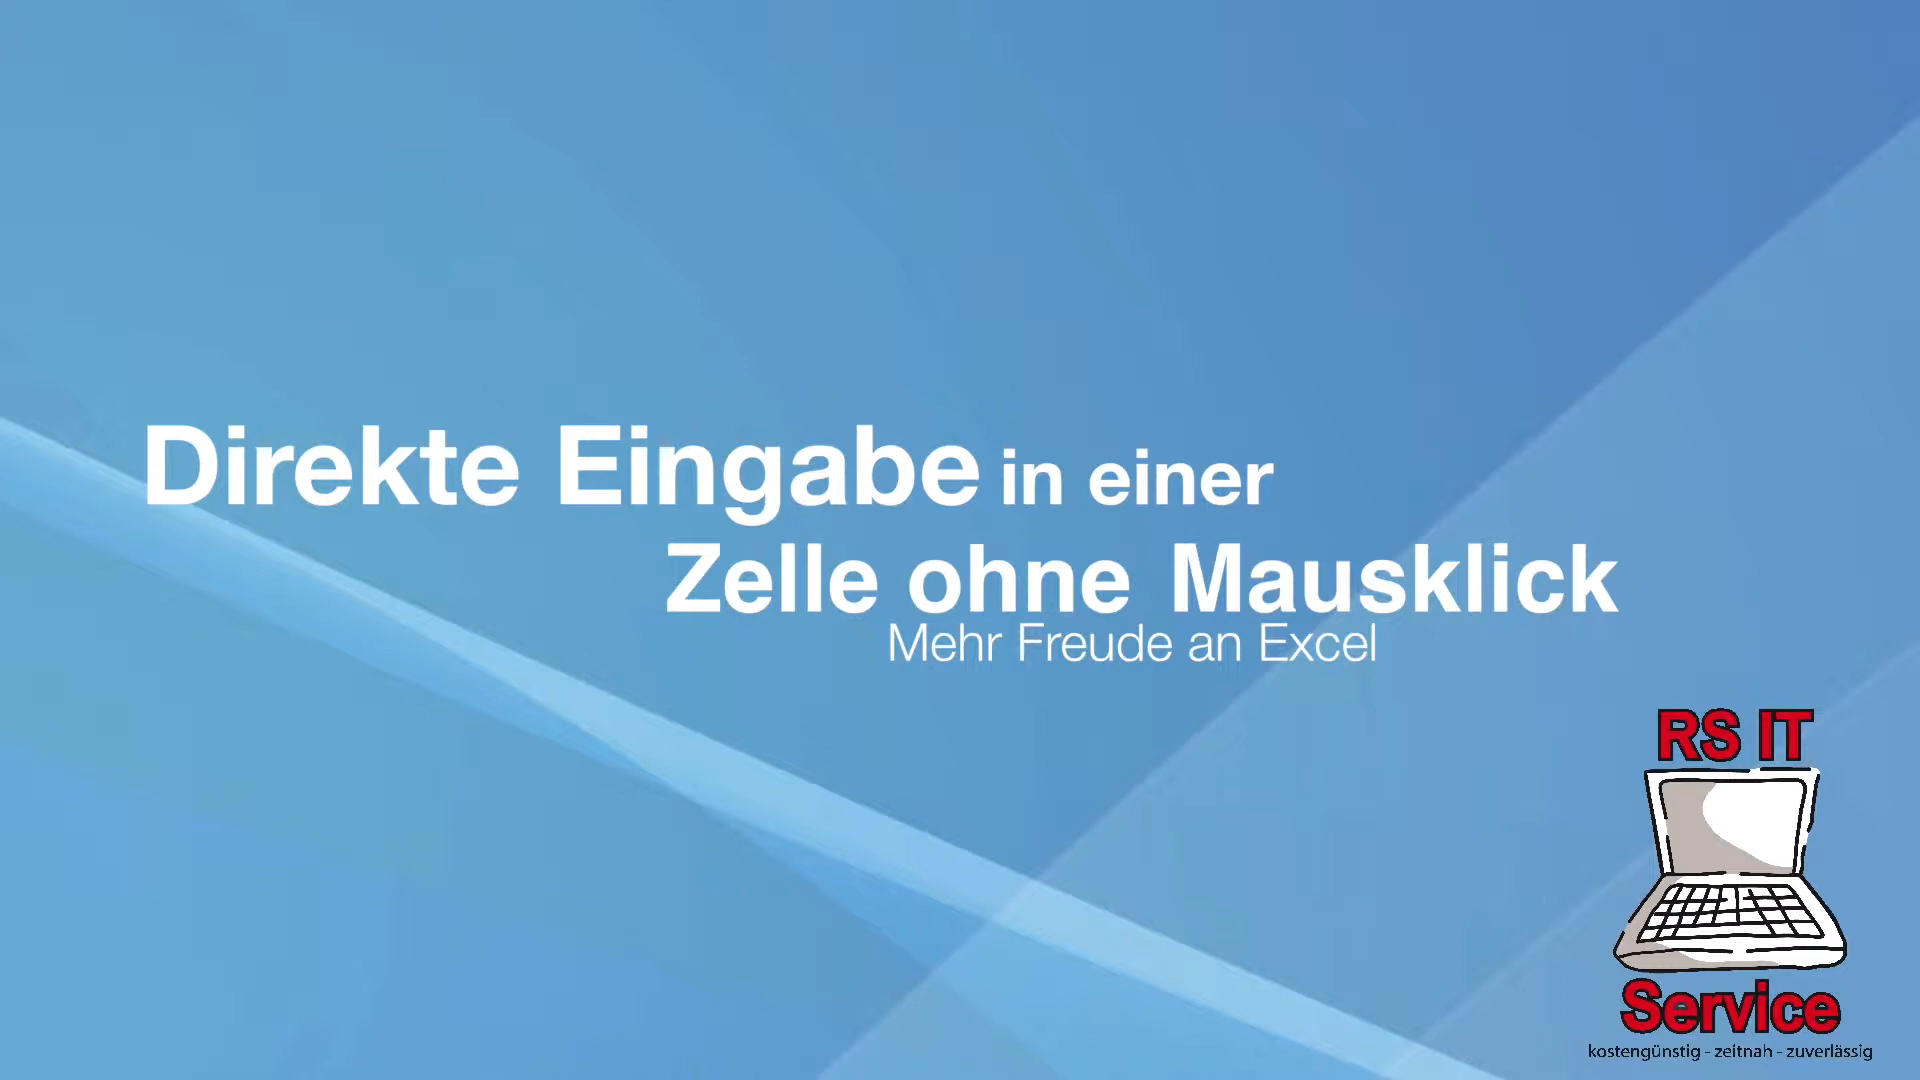 Direkte Eingabe in einer
Zelle ohne Mausklick
Mehr Freude an Excel
RS IT
Service
kostengünstig - zeitnah - zuverlässig